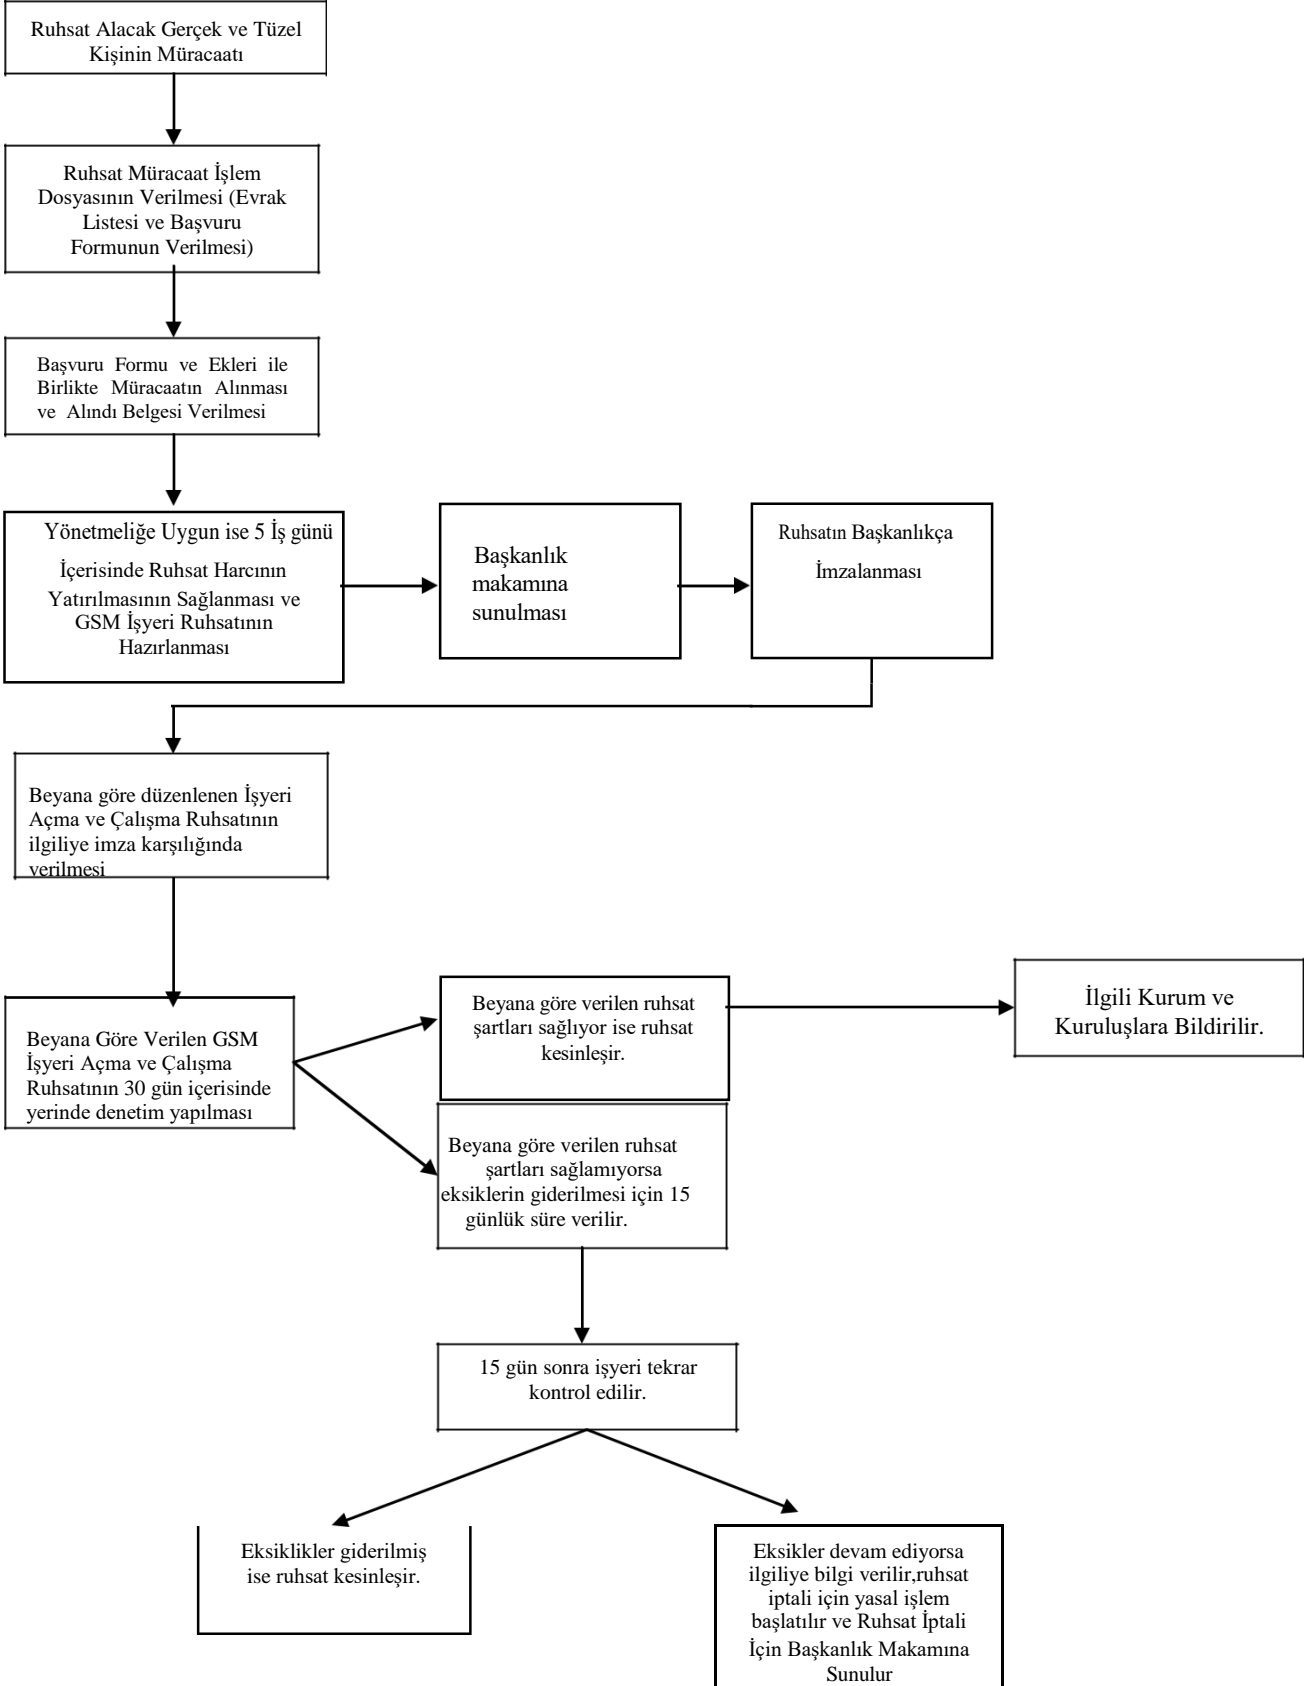 Ruhsat Alacak Gerçek ve Tüzel
Kişinin Müracaatı
Ruhsat Müracaat İşlem
Dosyasının Verilmesi (Evrak
Listesi ve Başvuru
Formunun Verilmesi)
Başvuru Formu ve Ekleri ile
Birlikte Müracaatın Alınması
ve Alındı Belgesi Verilmesi
Yönetmeliğe Uygun ise 5 İş günü
İçerisinde Ruhsat Harcının
Yatırılmasının Sağlanması ve
GSM İşyeri Ruhsatının
Hazırlanması
Başkanlık
makamına
sunulması
Ruhsatın Başkanlıkça
İmzalanması
Beyana göre düzenlenen İşyeri
Açma ve Çalışma Ruhsatının
ilgiliye imza karşılığında
verilmesi
Beyana Göre Verilen GSM
İşyeri Açma ve Çalışma
Ruhsatının 30 gün içerisinde
yerinde denetim yapılması
Beyana göre verilen ruhsat
şartları sağlıyor ise ruhsat
kesinleşir.
İlgili Kurum ve
Kuruluşlara Bildirilir.
Beyana göre verilen ruhsat
şartları sağlamıyorsa
eksiklerin giderilmesi için 15
günlük süre verilir.
15 gün sonra işyeri tekrar
kontrol edilir.
Eksiklikler giderilmiş
ise ruhsat kesinleşir.
Eksikler devam ediyorsa
ilgiliye bilgi verilir,ruhsat
iptali için yasal işlem
başlatılır ve Ruhsat İptali
İçin Başkanlık Makamına
Sunulur